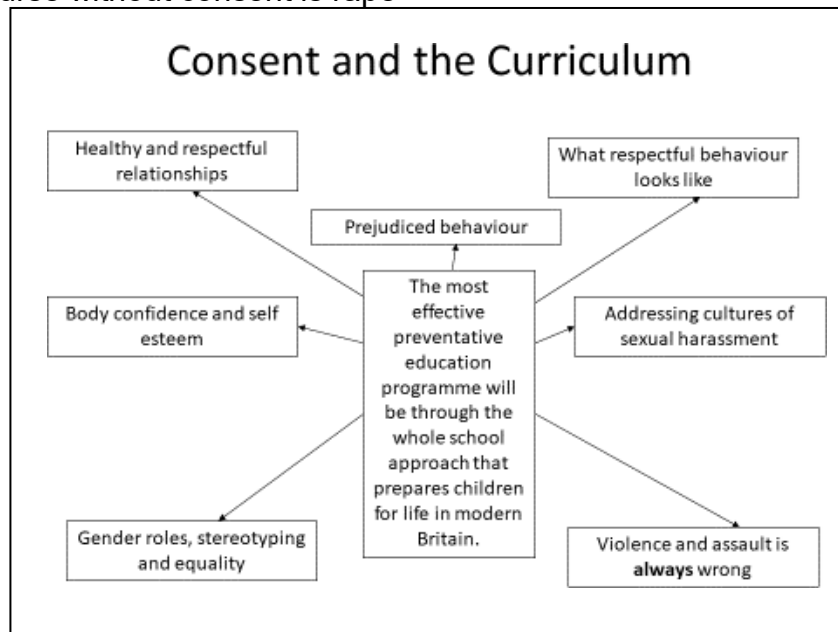 Consent and the Curriculum
Healthy and respectful
relationships
What respectful behaviour
looks like
Prejudiced behaviour
The most
effective
preventative
education
programme will
be through the
whole school
approach that
prepares children
for life in modern
Britain.
Body confidence and self
esteem
Addressing cultures of
sexual harassment
Gender roles, stereotyping
and equality
Violence and assault is
always wrong